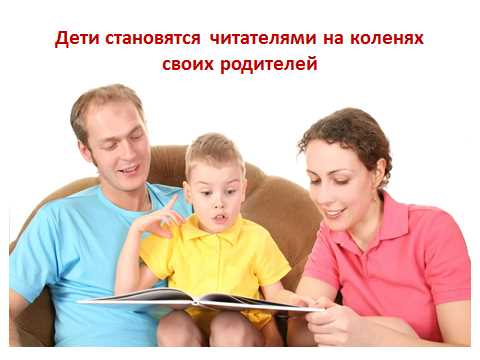 Дети становятся читателями на коленях
своих родителей